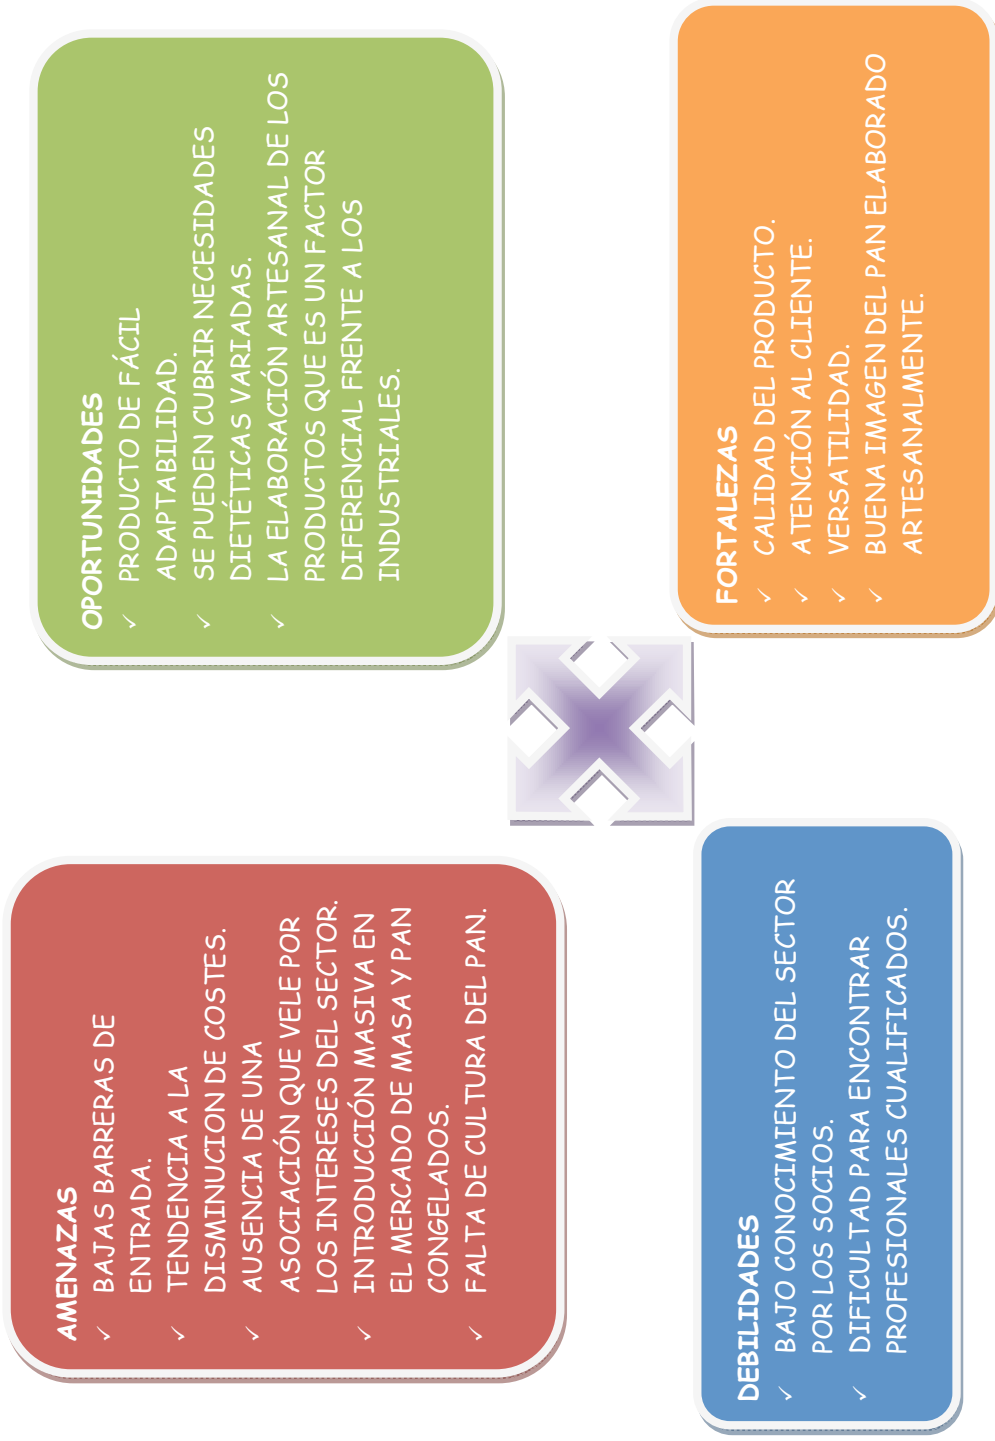 AMENAZAS
✓ BAJAS BARRERAS DE
ENTRADA.
✓ TENDENCIA A LA
DISMINUCION DE COSTES.
✓ AUSENCIA DE UNA
ASOCIACIÓN QUE VELE POR
LOS INTERESES DEL SECTOR.
✓ INTRODUCCIÓN MASIVA EN
EL MERCADO DE MASA Y PAN
CONGELADOS.
✓ FALTA DE CULTURA DEL PAN.
OPORTUNIDADES
✓ PRODUCTO DE FÁCIL
ADAPTABILIDAD.
✓ SE PUEDEN CUBRIR NECESIDADES
DIETÉTICAS VARIADAS.
✓ LA ELABORACIÓN ARTESANAL DE LOS
PRODUCTOS QUE ES UN FACTOR
DIFERENCIAL FRENTE A LOS
INDUSTRIALES.
DEBILIDADES
✓ BAJO CONOCIMIENTO DEL SECTOR
POR LOS SOCIOS.
✓ DIFICULTAD PARA ENCONTRAR
PROFESIONALES CUALIFICADOS.
FORTALEZAS
✓ CALIDAD DEL PRODUCTO.
✓ ATENCIÓN AL CLIENTE.
✓ VERSATILIDAD.
✓ BUENA IMAGEN DEL PAN ELABORADO
ARTESANALMENTE.